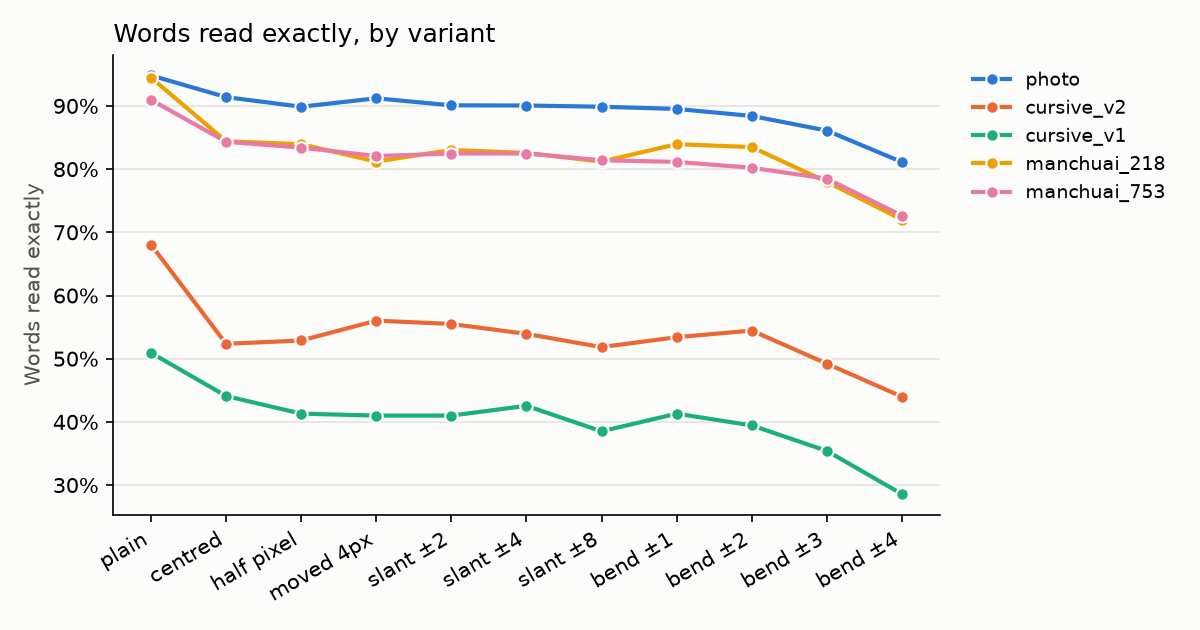 Words read exactly, by variant
Words read exactly
90%
80%
70%
60%
50%
40%
30%
plain
centred
half pixel
moved 4px
slant ±2
slant ±4
slant ±8
bend ±1
bend ±2
bend ±3
bend ±4
photo
cursive_v2
cursive_v1
manchuai_218
manchuai_753